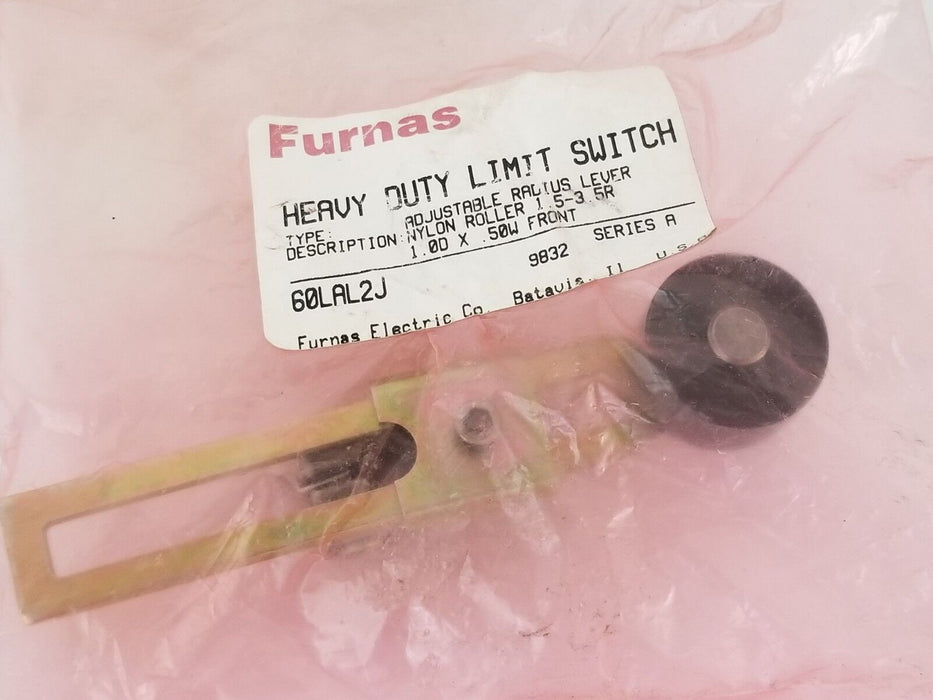 Furnas
HEAVY DUTY LIMIT SWITCH
TYPE: ADJUSTABLE RADIUS LEVER
DESCRIPTION: NYLON ROLLER 1.5-3.5R
1.0D X .50W FRONT
9832 SERIES A
60LAL2J
Furnas Electric Co. Batavia, Il U.S.